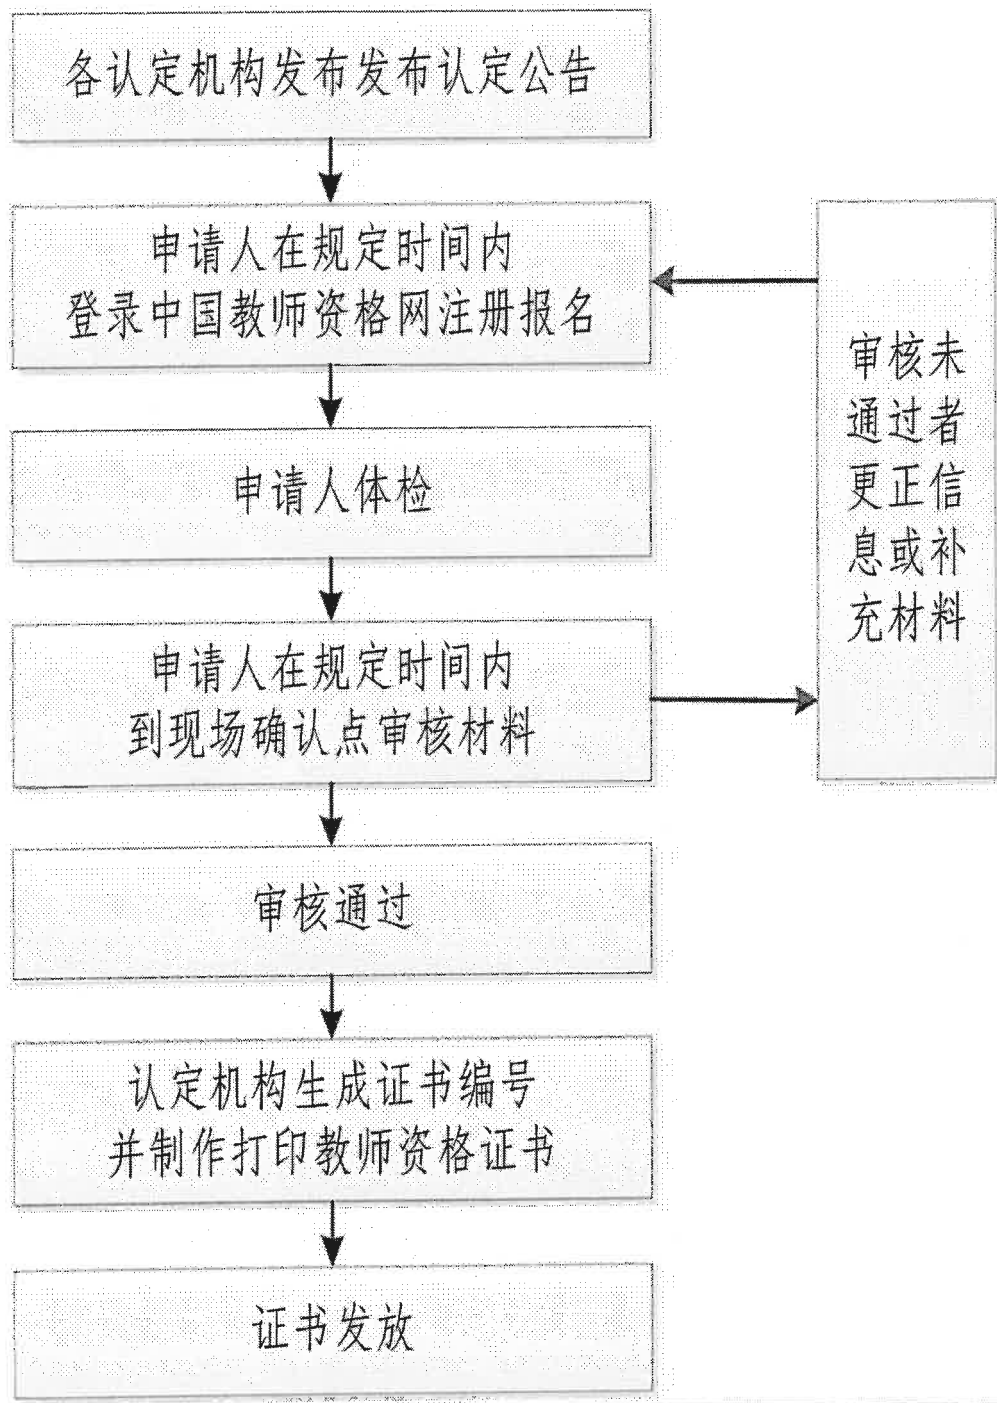 各认定机构发布发布认定公告
申请人在规定时间内
登录中国教师资格网注册报名
申请人体检
申请人在规定时间内
到现场确认点审核材料
审核通过
认定机构生成证书编号
并制作打印教师资格证书
证书发放
审核未
通过者
更正信
息或补
充材料